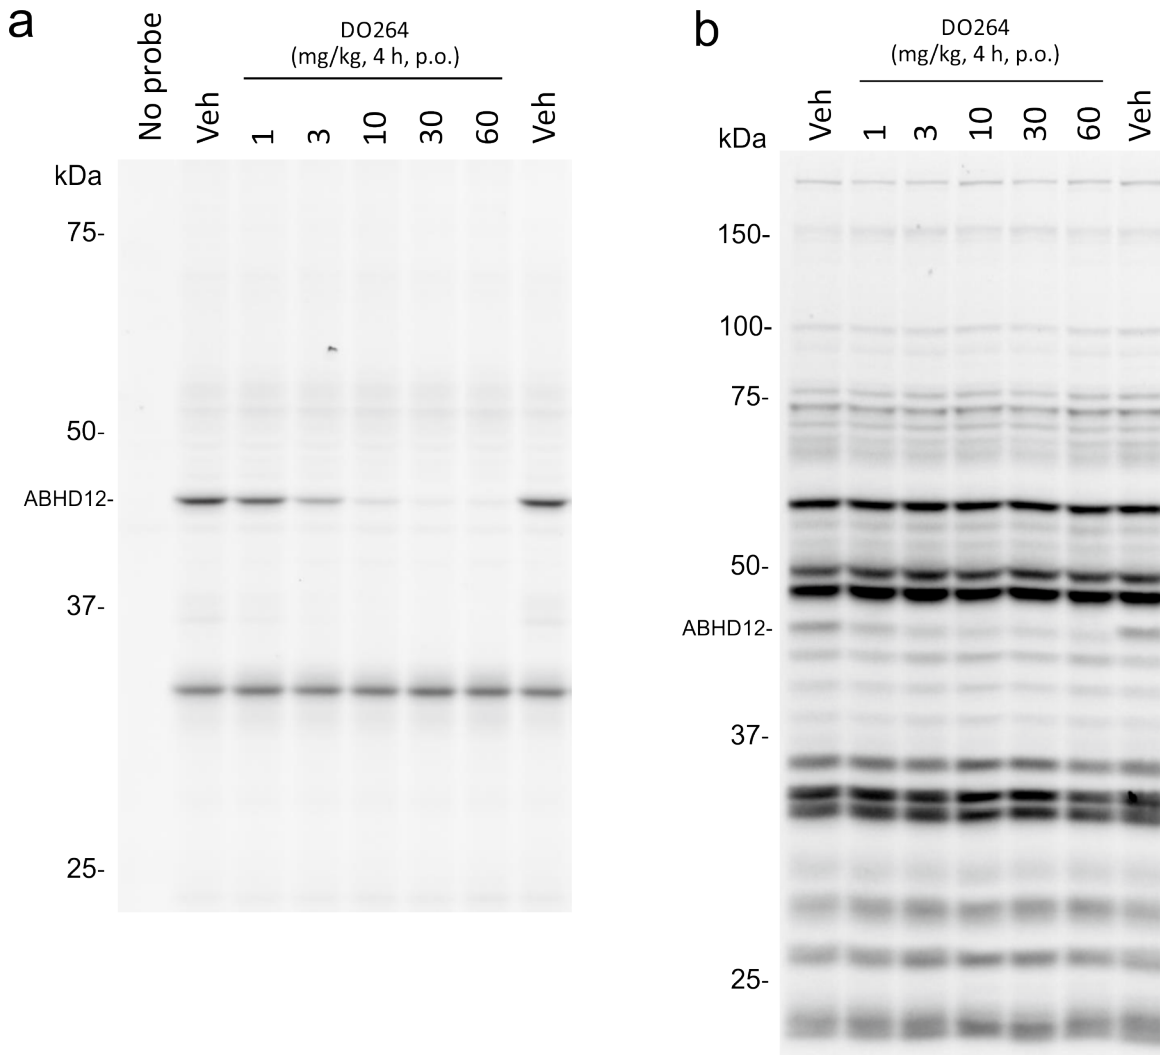 a
No probe
Veh
DO264
(mg/kg, 4 h, p.o.)
1
3
10
30
60
Veh
kDa
75-
50-
ABHD12-
37-
25-
b
DO264
(mg/kg, 4 h, p.o.)
Veh
1
3
10
30
60
Veh
kDa
150-
100-
75-
50-
ABHD12-
37-
25-